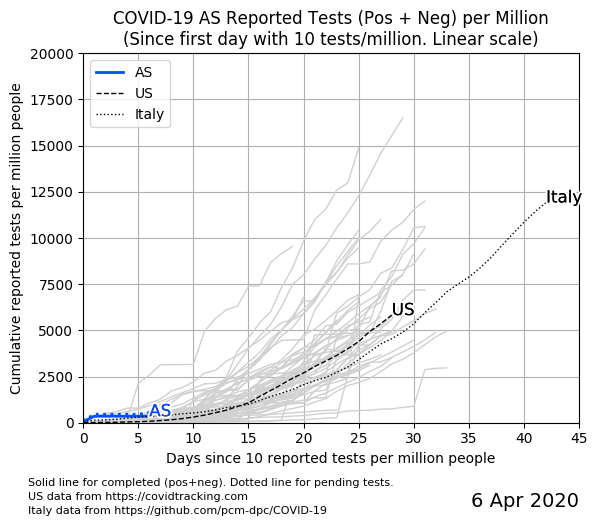 COVID-19 AS Reported Tests (Pos + Neg) per Million
(Since first day with 10 tests/million. Linear scale)
Cumulative reported tests per million people
20000
17500
15000
12500
10000
7500
5000
2500
0
AS
US
Italy
Italy
US
AS
0 5 10 15 20 25 30 35 40 45
Days since 10 reported tests per million people
Solid line for completed (pos+neg). Dotted line for pending tests.
US data from https://covidtracking.com
Italy data from https://github.com/pcm-dpc/COVID-19
6 Apr 2020